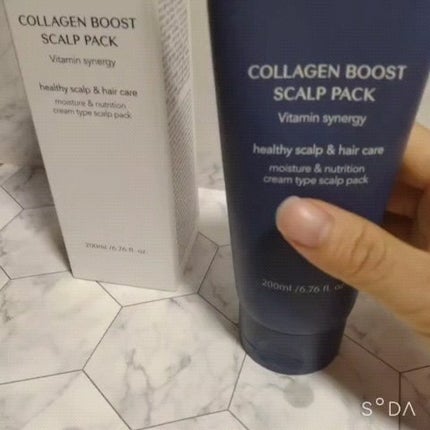 COLLAGEN BOOST
SCALP PACK
Vitamin synergy
healthy scalp & hair care
moisture & nutrition
cream type scalp pack
200ml /6.76 fl. oz.
COLLAGEN BOOST
SCALP PACK
Vitamin synergy
healthy scalp & hair care
moisture & nutrition
cream type scalp pack
200ml /6.76 fl.
SODA